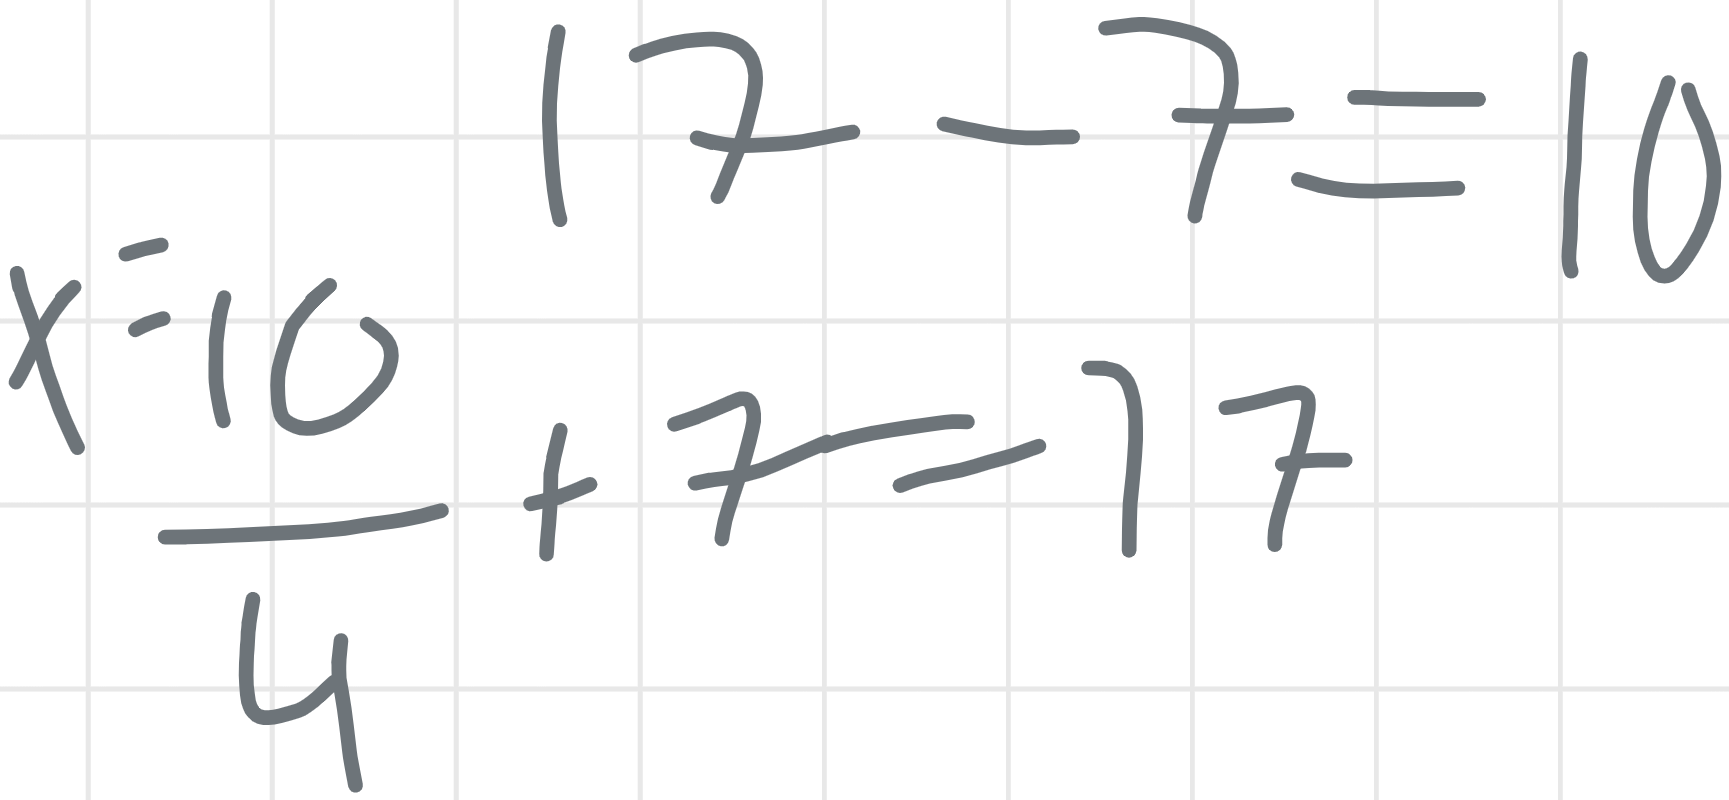 17 - 7 = 10
x = 10
/4 + 7 = 17